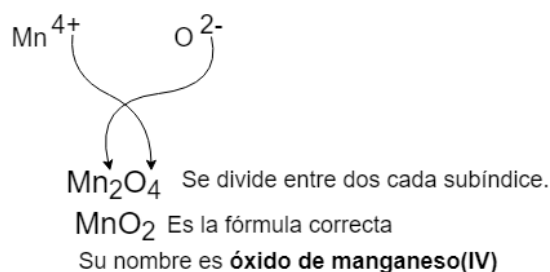 Mn⁴⁺ O²⁻
Mn₂O₄ Se divide entre dos cada subíndice.
MnO₂ Es la fórmula correcta
Su nombre es óxido de manganeso(IV)